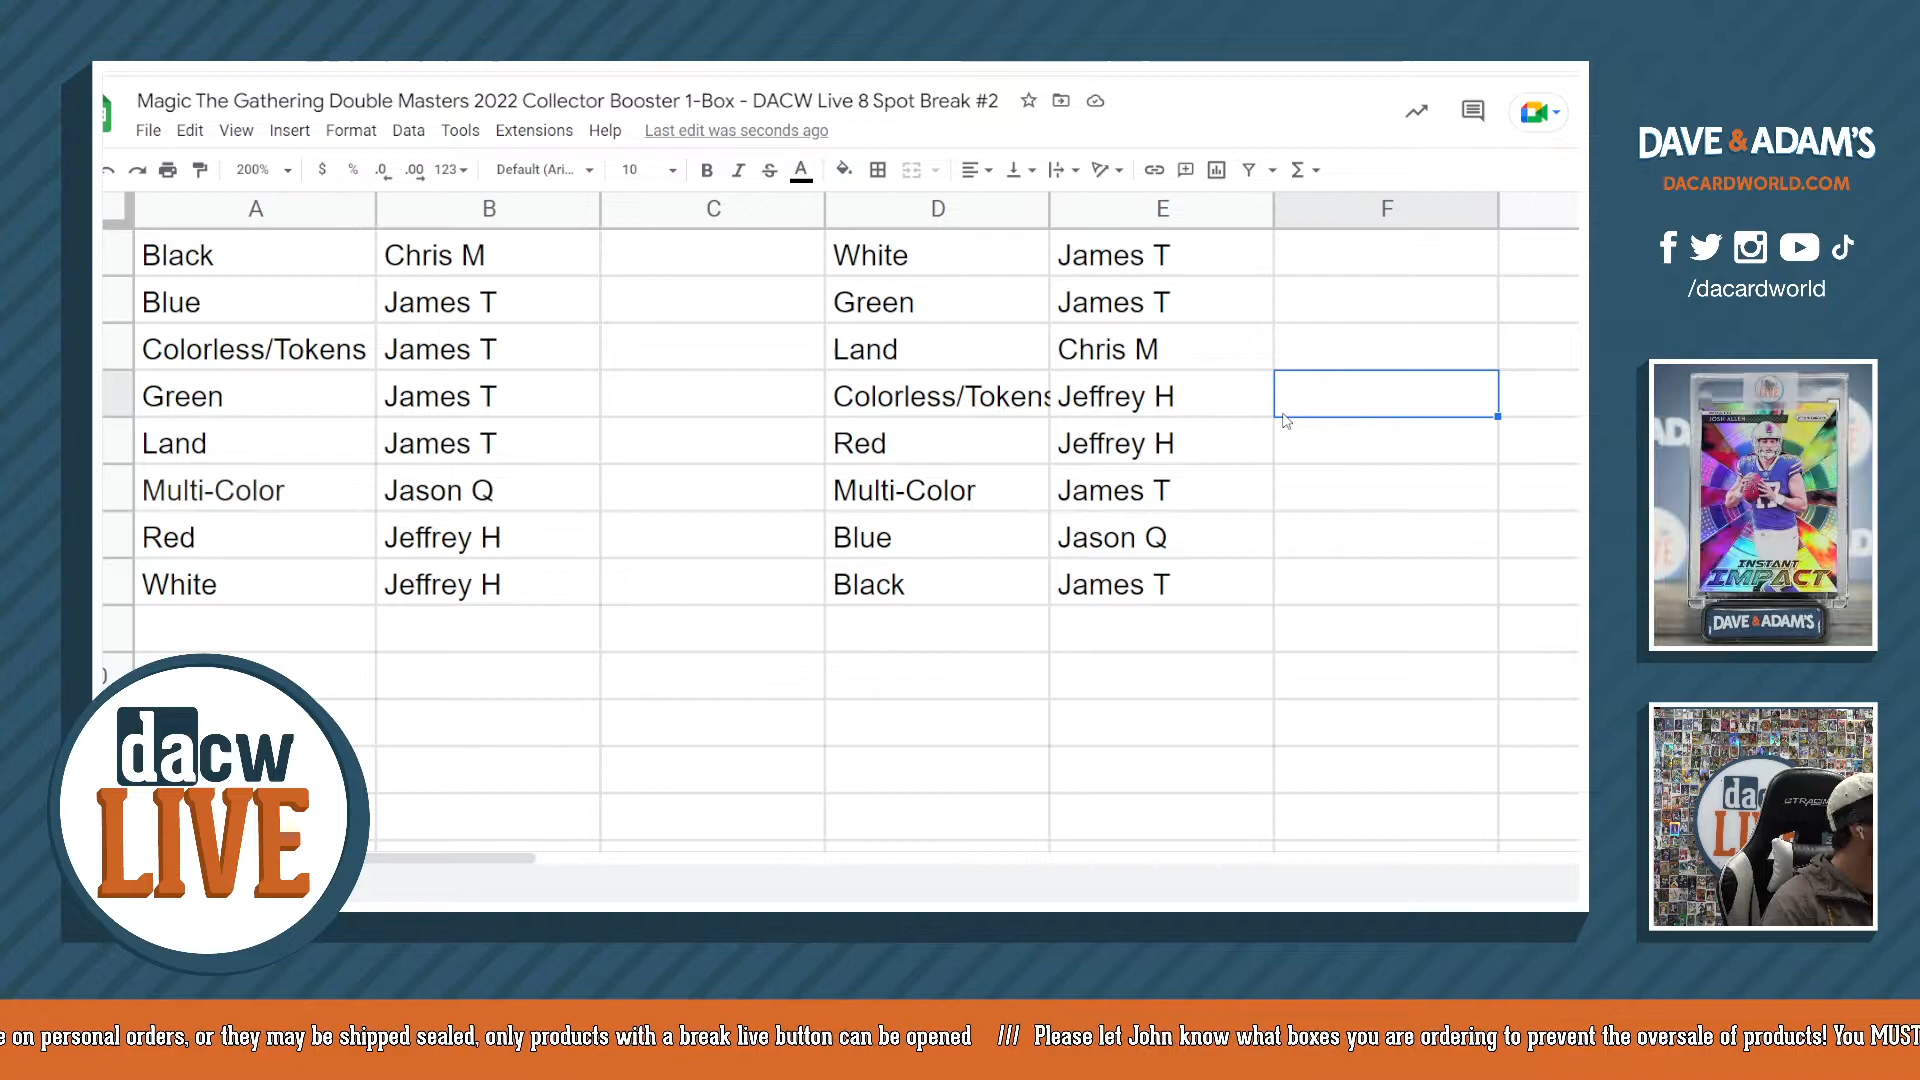 Magic The Gathering Double Masters 2022 Collector Booster 1-Box - DACW Live 8 Spot Break #2
File Edit View Insert Format Data Tools Extensions Help Last edit was seconds ago
200% $ % .0 .00 123 Default (Ari... 10 B I S A
A B C D E F
Black Chris M White James T
Blue James T Green James T
Colorless/Tokens James T Land Chris M
Green James T Colorless/Tokens Jeffrey H
Land James T Red Jeffrey H
Multi-Color Jason Q Multi-Color James T
Red Jeffrey H Blue Jason Q
White Jeffrey H Black James T
dacw
LIVE
DAVE & ADAM'S
DACARDWORLD.COM
/dacardworld
JOSH ALLEN
INSTANT
IMPACT
DAVE & ADAM'S
GTRACING
e on personal orders, or they may be shipped sealed, only products with a break live button can be opened /// Please let John know what boxes you are ordering to prevent the oversale of products! You MUST